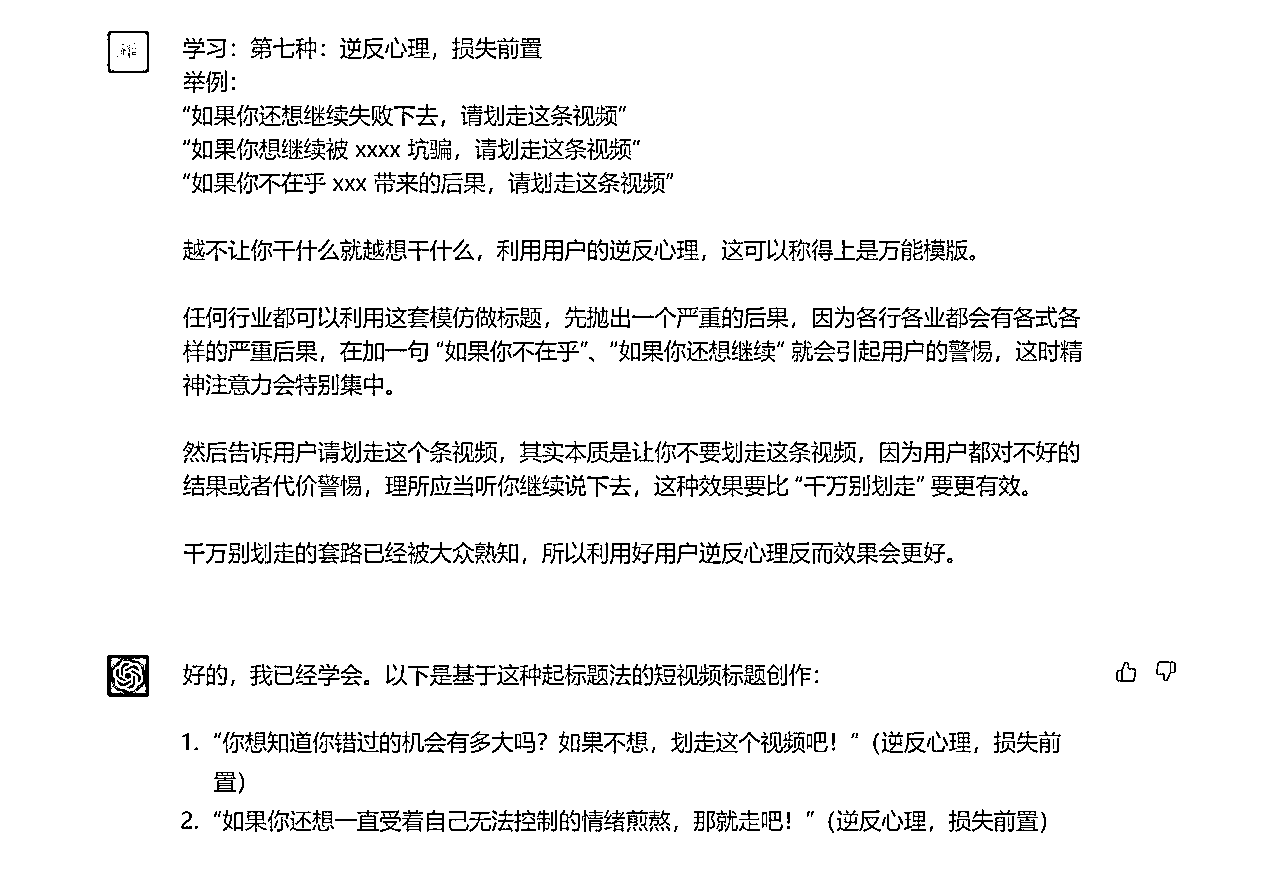 学习：第七种：逆反心理，损失前置
举例：
“如果你还想继续失败下去，请划走这条视频”
“如果你想继续被 xxxx 坑骗，请划走这条视频”
“如果你不在乎 xxx 带来的后果，请划走这条视频”
越不让你干什么就越想干什么，利用用户的逆反心理，这可以称得上是万能模版。
任何行业都可以利用这套模仿做标题，先抛出一个严重的后果，因为各行各业都会有各式各
样的严重后果，在加一句 “如果你不在乎”、“如果你还想继续“ 就会引起用户的警惕，这时精
神注意力会特别集中。
然后告诉用户请划走这个条视频，其实本质是让你不要划走这条视频，因为用户都对不好的
结果或者代价警惕，理所应当听你继续说下去，这种效果要比 “千万别划走” 要更有效。
千万别划走的套路已经被大众熟知，所以利用好用户逆反心理反而效果会更好。
好的，我已经学会。以下是基于这种起标题法的短视频标题创作：
1. “你想知道你错过的机会有多大吗？如果不想，划走这个视频吧！“（逆反心理，损失前
置）
2. “如果你还想一直受着自己无法控制的情绪煎熬，那就走吧！”（逆反心理，损失前置）